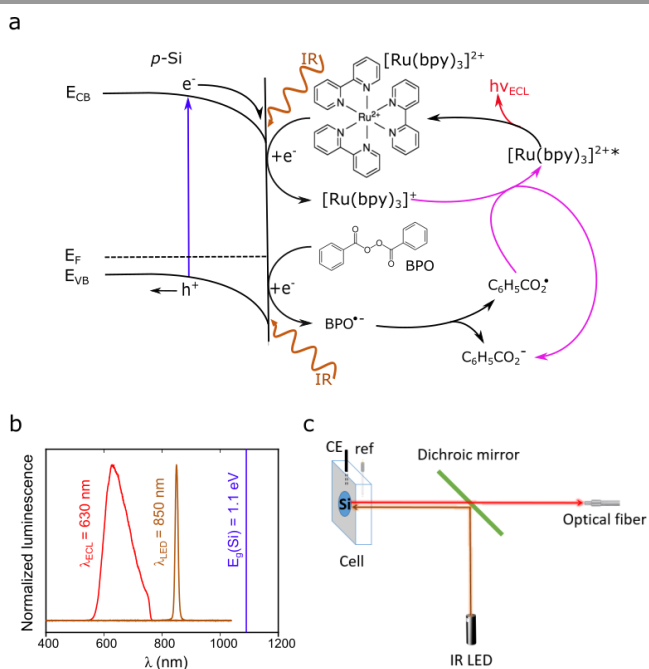 a
p-Si
IR
[Ru(bpy)₃]²⁺
e⁻
E_CB
hν_ECL
N
N
N
Ru²⁺
N
N
N
+e⁻
[Ru(bpy)₃]²⁺*
[Ru(bpy)₃]⁺
E_F
O
O
O
O
BPO
E_VB
+e⁻
C₆H₅CO₂•
h⁺
BPO•⁻
C₆H₅CO₂⁻
IR
b
Normalized luminescence
λ_ECL = 630 nm
λ_LED = 850 nm
E_g(Si) = 1.1 eV
400 600 800 1000 1200
λ (nm)
c
CE ref
Dichroic mirror
Si
Optical fiber
Cell
IR LED